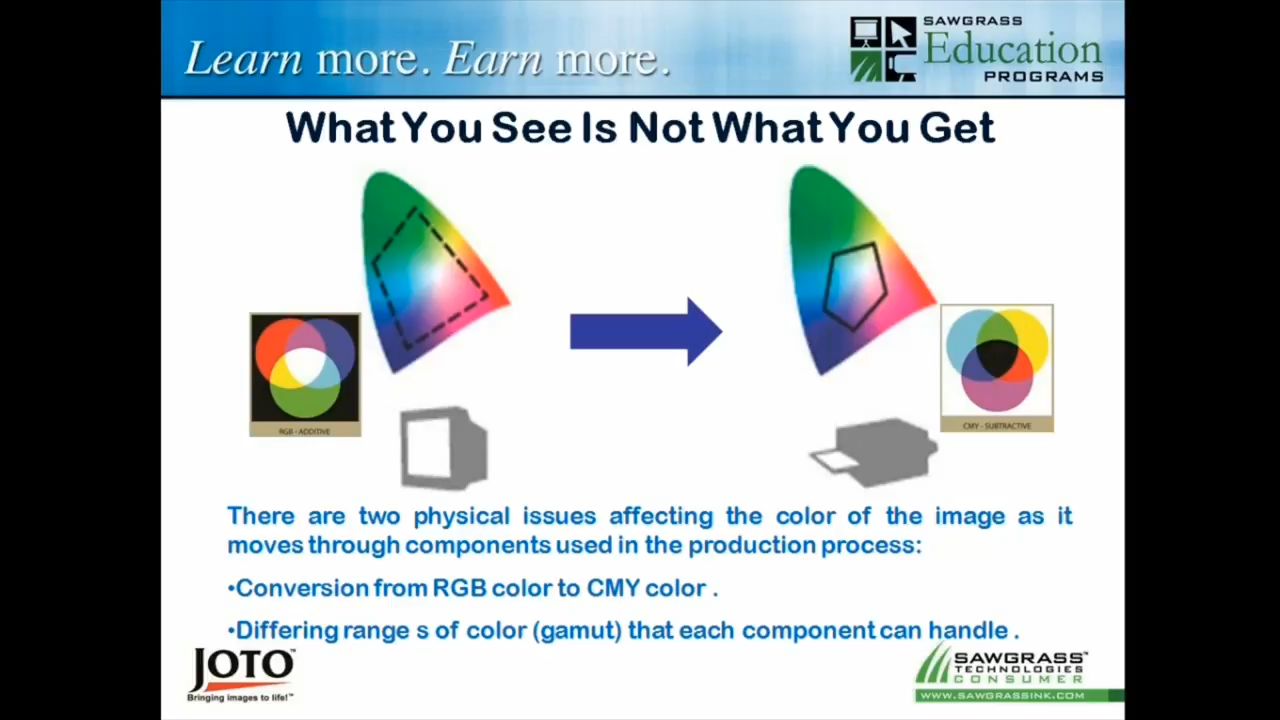 Learn more. Earn more.
SAWGRASS
Education
PROGRAMS
What You See Is Not What You Get
RGB - ADDITIVE
CMY - SUBTRACTIVE
There are two physical issues affecting the color of the image as it
moves through components used in the production process:
•Conversion from RGB color to CMY color .
•Differing range s of color (gamut) that each component can handle .
JOTO™
Bringing images to life!™
SAWGRASS™
TECHNOLOGIES
CONSUMER
WWW.SAWGRASSINK.COM